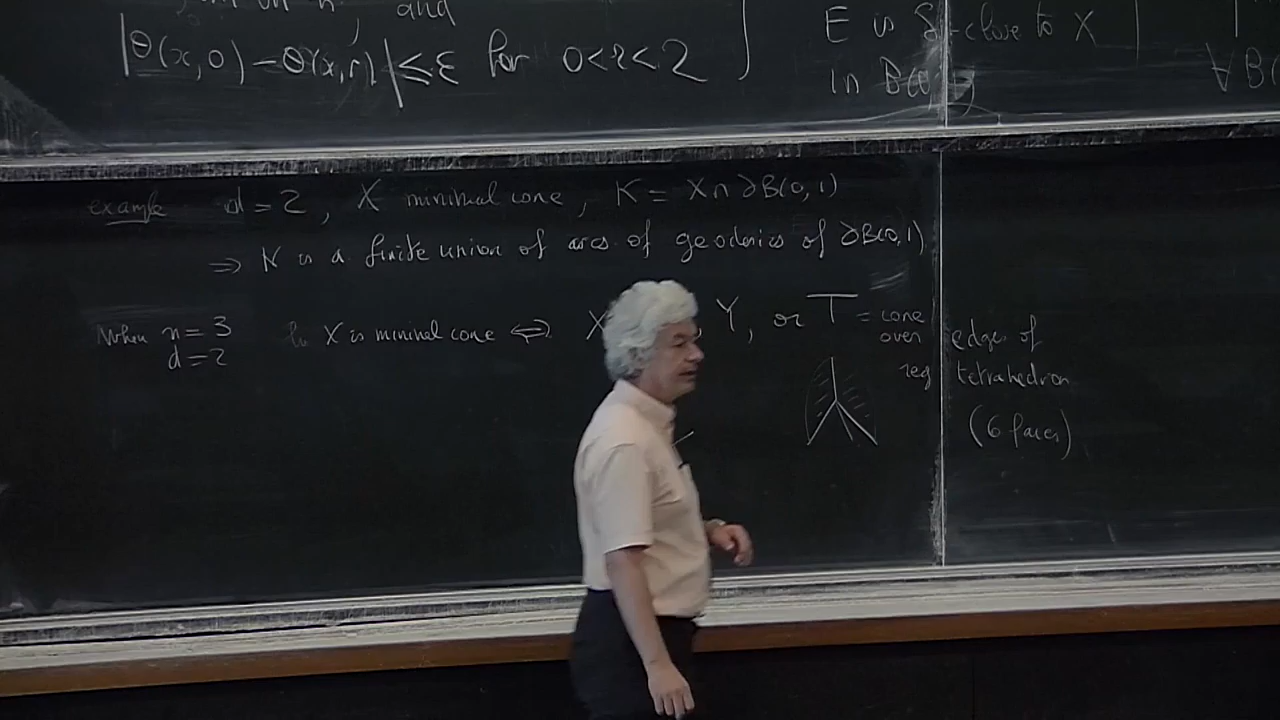 and
|Θ(x,0) - Θ(x,r)| ≤ ε for 0<r<2
E is δ-close to X
in B(0,
∀B(
example d=2, X minimal cone, K = X∩∂B(0,1)
⇒ K is a finite union of arcs of geodesics of ∂B(0,1)
When n=3
d=2
X is minimal cone ⇔ X , Y, or T = cone
over edges of
reg tetrahedron
(6 faces)